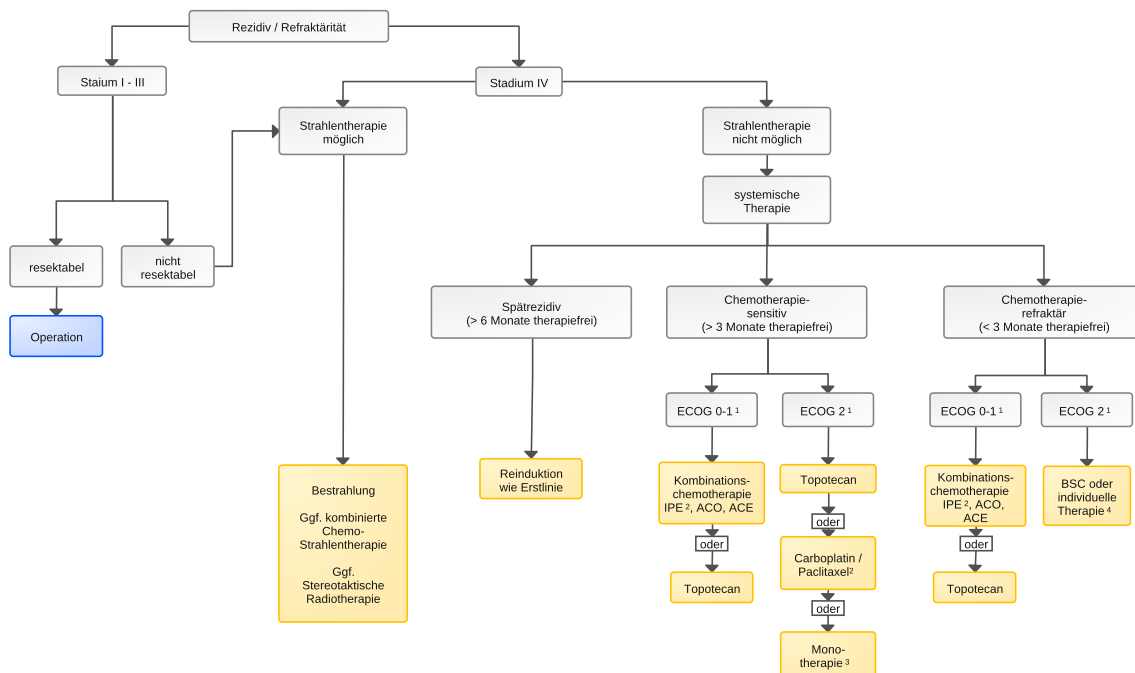 Rezidiv / Refraktärität
Staium I - III
Stadium IV
Strahlentherapie
möglich
Strahlentherapie
nicht möglich
systemische
Therapie
resektabel
nicht
resektabel
Operation
Spätrezidiv
(> 6 Monate therapiefrei)
Chemotherapie-
sensitiv
(> 3 Monate therapiefrei)
Chemotherapie-
refraktär
(< 3 Monate therapiefrei)
ECOG 0-1 ¹
ECOG 2 ¹
ECOG 0-1 ¹
ECOG 2 ¹
Bestrahlung
Ggf. kombinierte
Chemo-
Strahlentherapie
Ggf.
Stereotaktische
Radiotherapie
Reinduktion
wie Erstlinie
Kombinations-
chemotherapie
IPE ², ACO, ACE
oder
Topotecan
Topotecan
oder
Carboplatin /
Paclitaxel²
oder
Mono-
therapie ³
Kombinations-
chemotherapie
IPE ², ACO,
ACE
oder
Topotecan
BSC oder
individuelle
Therapie ⁴